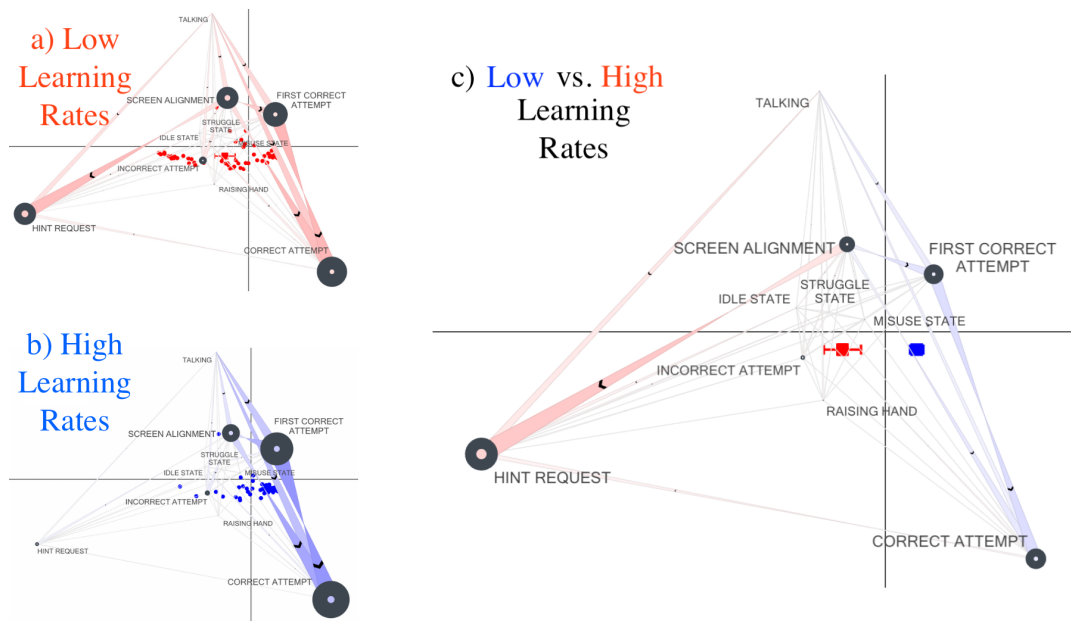 a) Low
Learning
Rates
TALKING
SCREEN ALIGNMENT
FIRST CORRECT
ATTEMPT
STRUGGLE
STATE
IDLE STATE
MISUSE STATE
INCORRECT ATTEMPT
RAISING HAND
HINT REQUEST
CORRECT ATTEMPT
b) High
Learning
Rates
TALKING
SCREEN ALIGNMENT
FIRST CORRECT
ATTEMPT
STRUGGLE
STATE
IDLE STATE
MISUSE STATE
INCORRECT ATTEMPT
RAISING HAND
HINT REQUEST
CORRECT ATTEMPT
c) Low vs. High
Learning
Rates
TALKING
SCREEN ALIGNMENT
FIRST CORRECT
ATTEMPT
STRUGGLE
STATE
IDLE STATE
MISUSE STATE
INCORRECT ATTEMPT
RAISING HAND
HINT REQUEST
CORRECT ATTEMPT